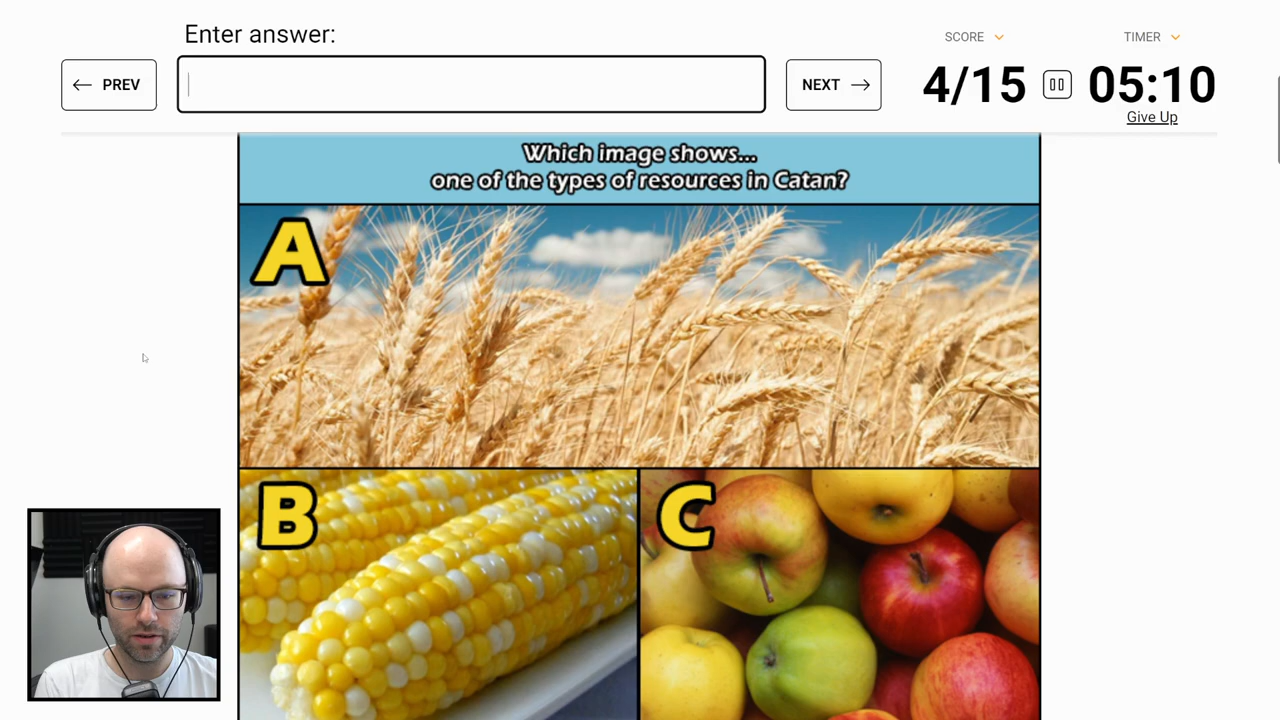 Enter answer:
SCORE
TIMER
← PREV
NEXT →
4/15
05:10
Give Up
Which image shows...
one of the types of resources in Catan?
A
B
C